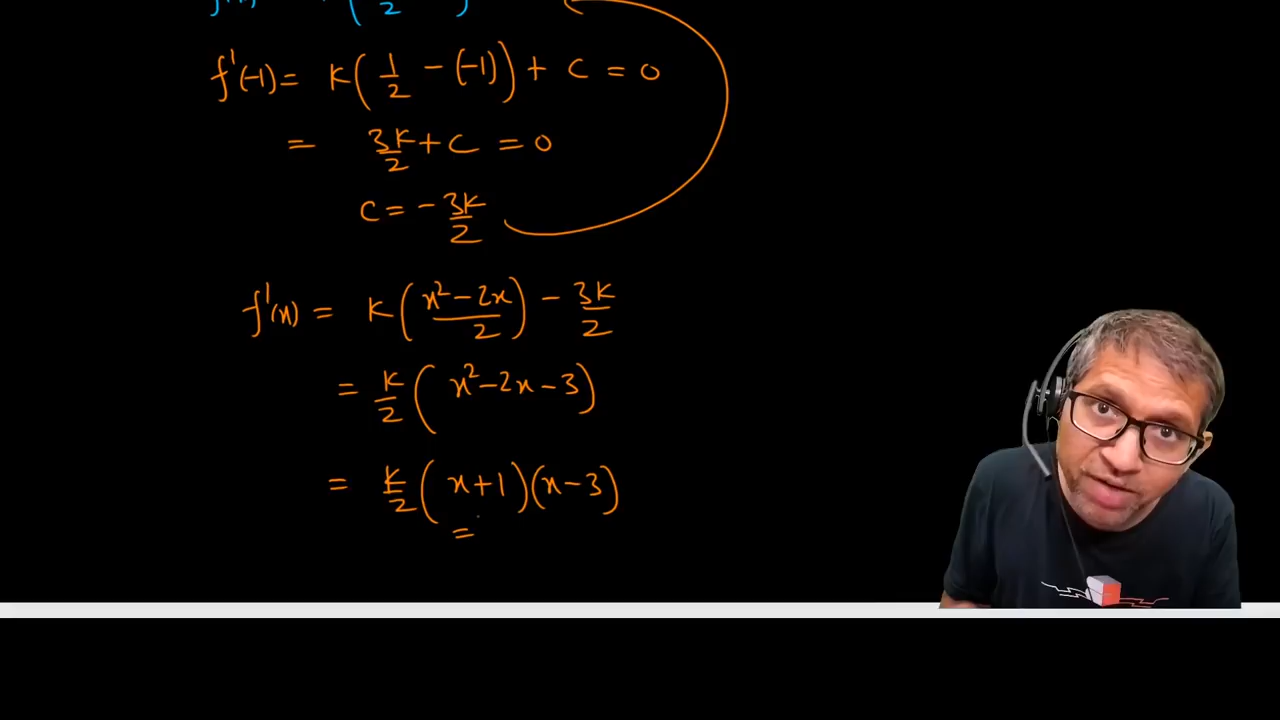 f'(-1) = K(1/2 - (-1)) + C = 0
= 3K/2 + C = 0
C = - 3K/2
f'(x) = K((x² - 2x)/2) - 3K/2
= K/2 (x² - 2x - 3)
= K/2 (x+1)(x-3)
=